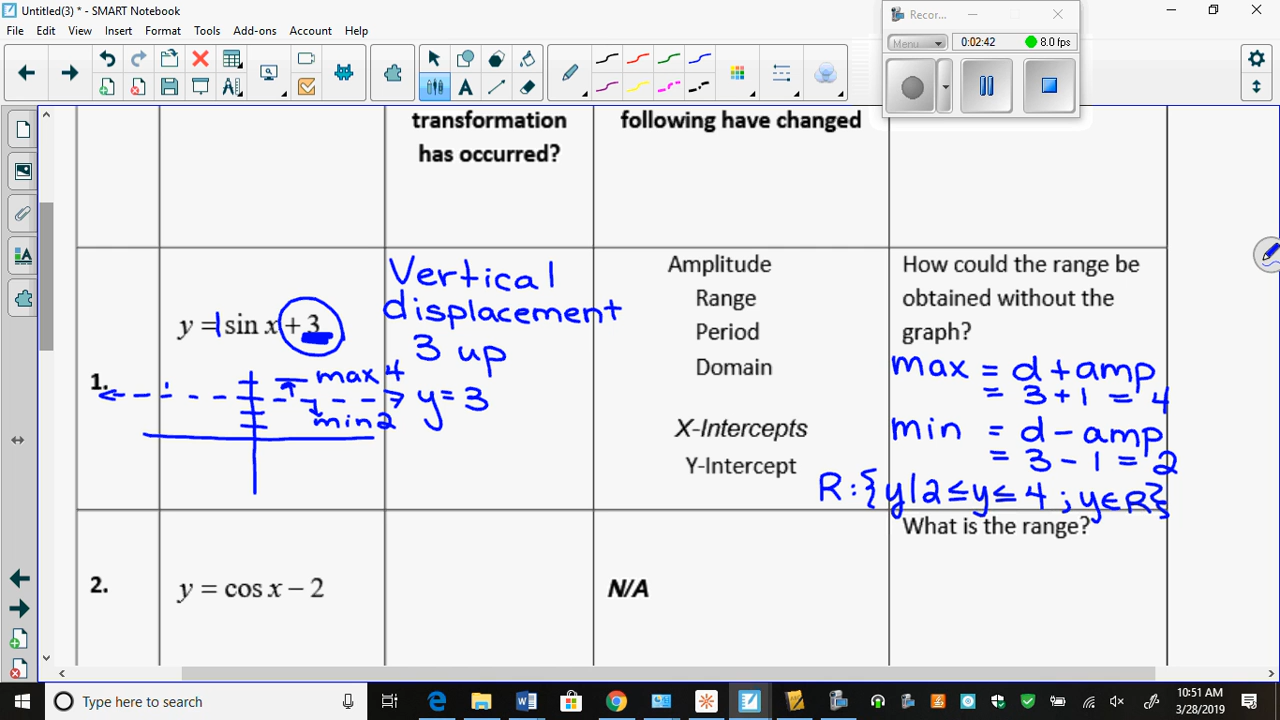 Untitled(3) * - SMART Notebook
Recor...
File Edit View Insert Format Tools Add-ons Account Help
Menu 0:02:42 8.0 fps
transformation
has occurred?
following have changed
1.
y = 1 sin x + 3
max 4
min 2
y = 3
Vertical
displacement
3 up
Amplitude
Range
Period
Domain
X-Intercepts
Y-Intercept
How could the range be
obtained without the
graph?
max = d + amp
= 3 + 1 = 4
min = d - amp
= 3 - 1 = 2
R : { y | 2 ≤ y ≤ 4 ; y ∈ R }
2.
y = cos x − 2
N/A
What is the range?
Type here to search
10:51 AM
3/28/2019